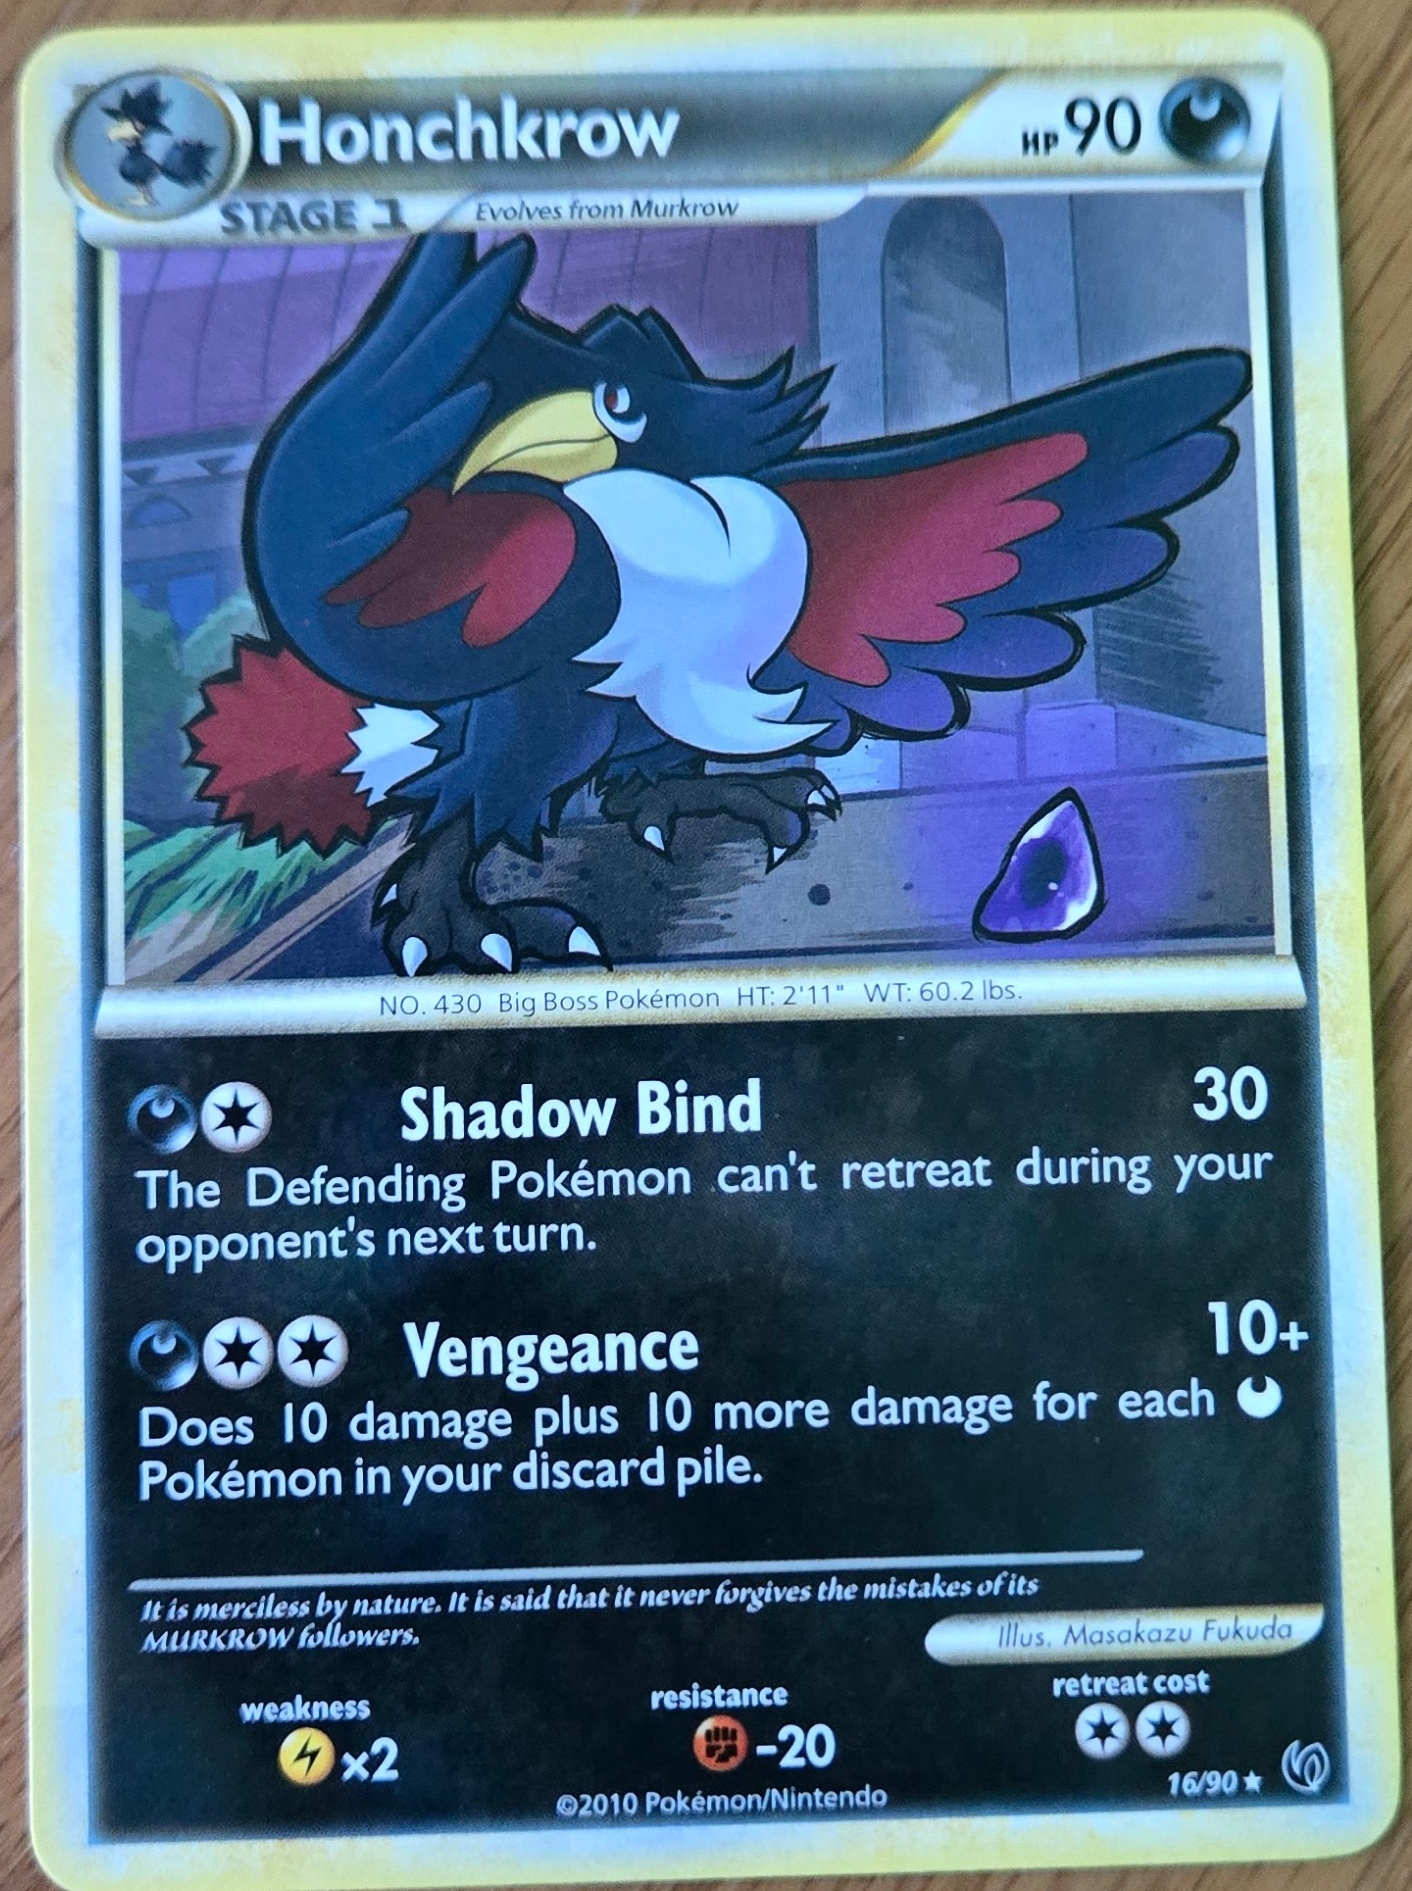 Honchkrow
HP 90
STAGE 1
Evolves from Murkrow
NO. 430 Big Boss Pokémon HT: 2'11" WT: 60.2 lbs.
Shadow Bind 30
The Defending Pokémon can't retreat during your
opponent's next turn.
Vengeance 10+
Does 10 damage plus 10 more damage for each
Pokémon in your discard pile.
It is merciless by nature. It is said that it never forgives the mistakes of its
MURKROW followers.
Illus. Masakazu Fukuda
weakness
x2
resistance
-20
retreat cost
16/90
©2010 Pokémon/Nintendo